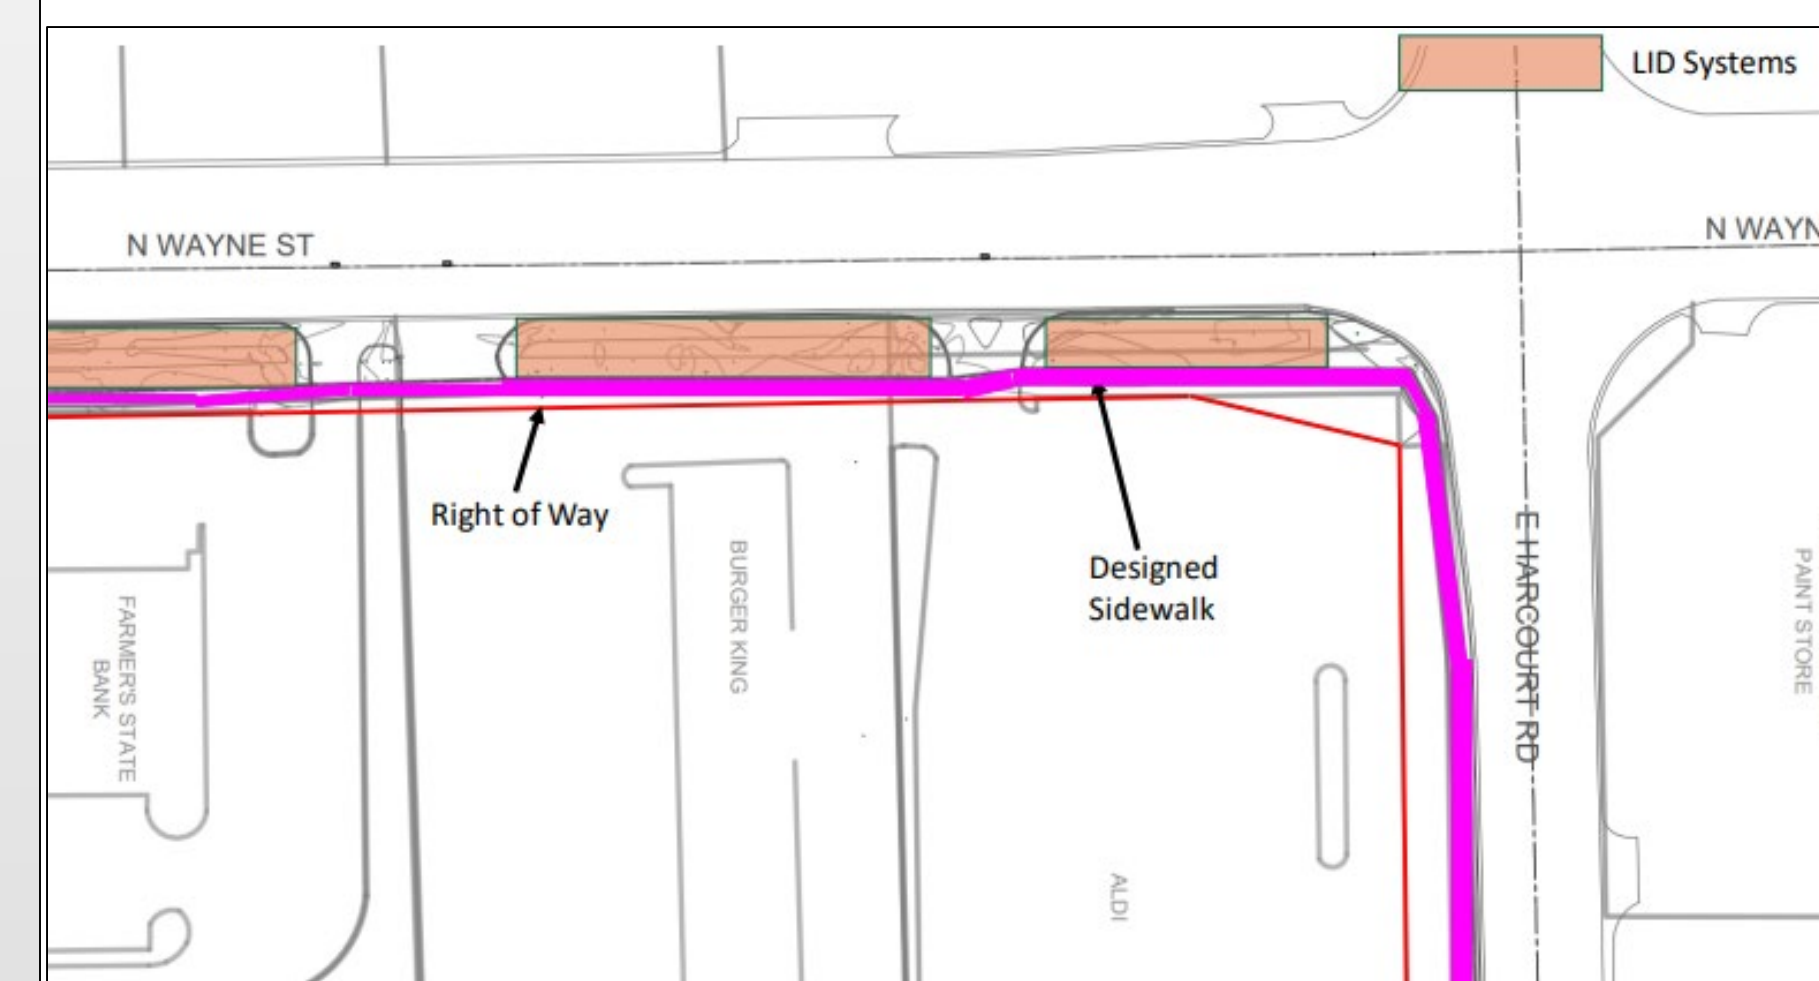 LID Systems
N WAYNE ST
N WAYN
Right of Way
Designed
Sidewalk
FARMER'S STATE
BANK
BURGER KING
ALDI
E HARCOURT RD
PAINT STORE